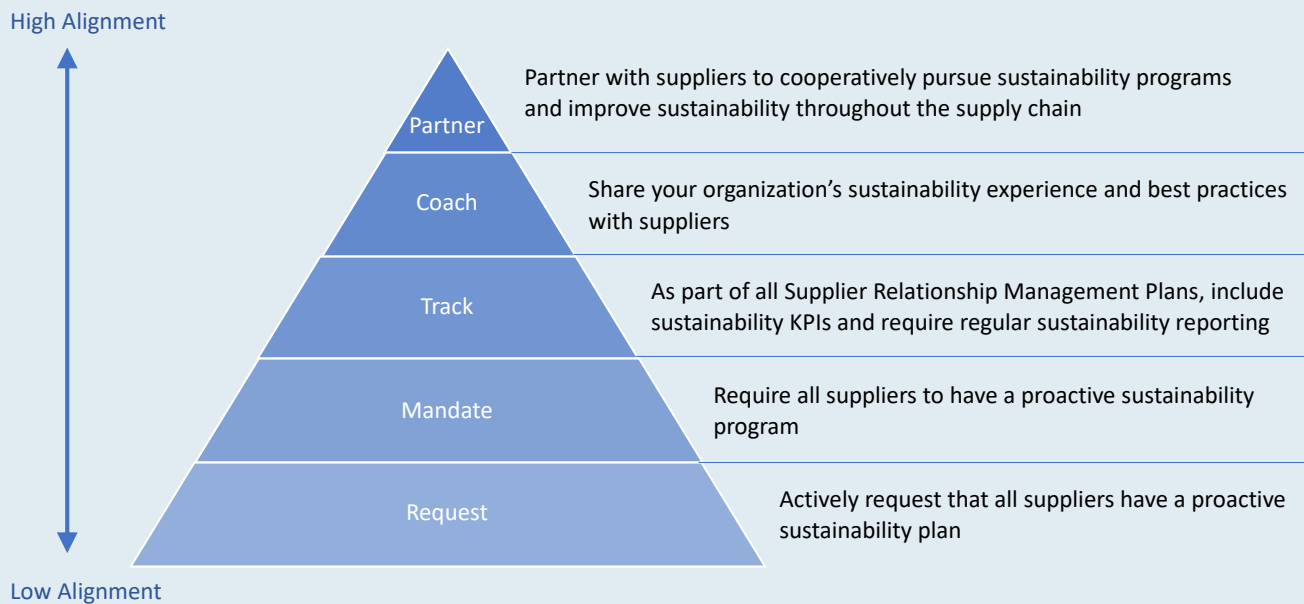 High Alignment
Partner with suppliers to cooperatively pursue sustainability programs
and improve sustainability throughout the supply chain
Partner
Share your organization’s sustainability experience and best practices
with suppliers
Coach
As part of all Supplier Relationship Management Plans, include
sustainability KPIs and require regular sustainability reporting
Track
Require all suppliers to have a proactive sustainability
program
Mandate
Actively request that all suppliers have a proactive
sustainability plan
Request
Low Alignment